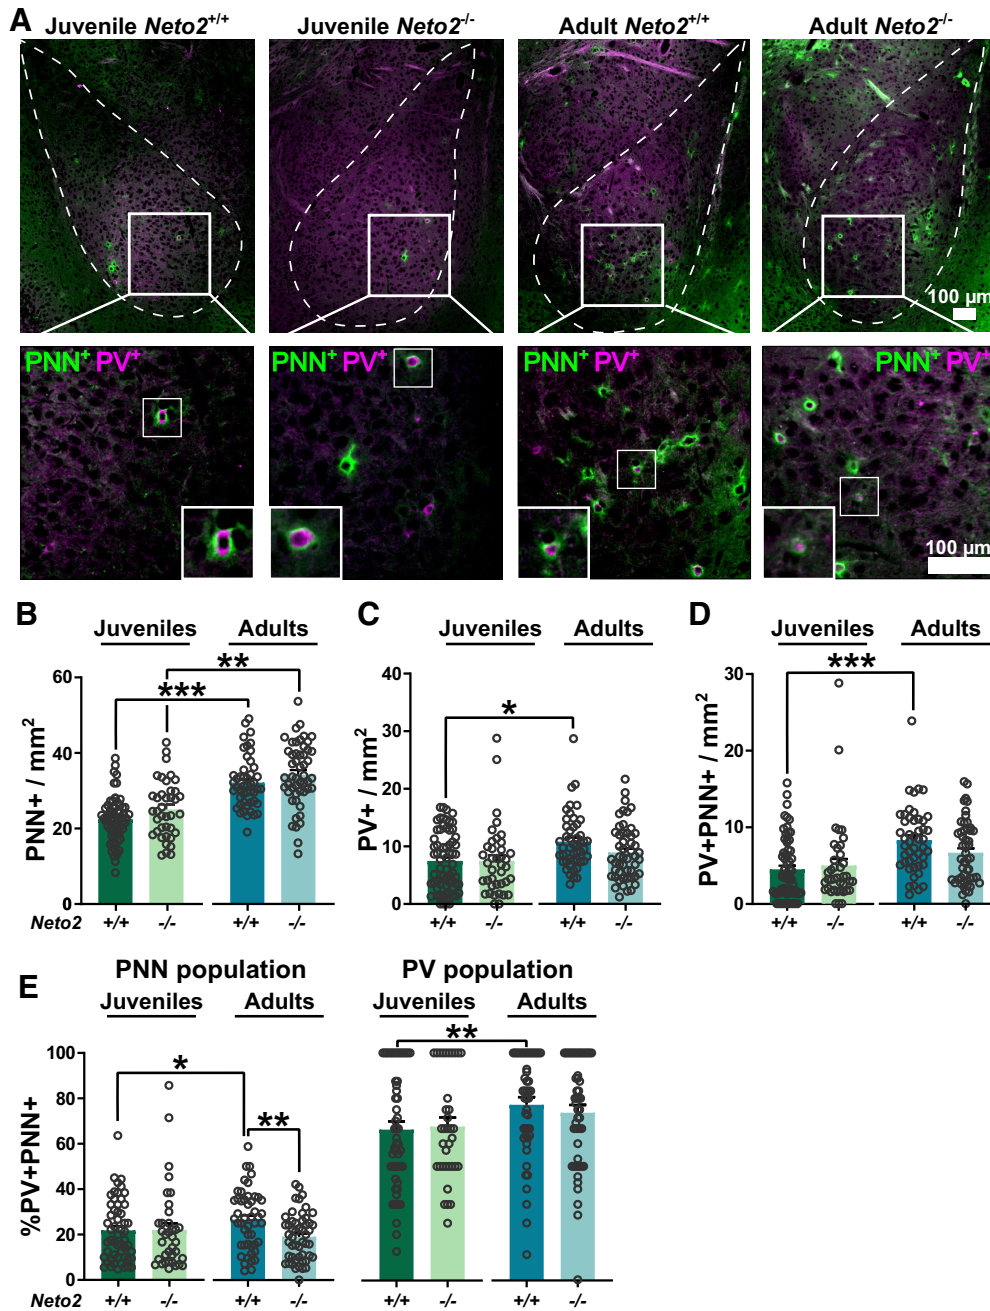 A
Juvenile Neto2+/+
Juvenile Neto2-/-
Adult Neto2+/+
Adult Neto2-/-
100 µm
PNN+ PV+
PNN+ PV+
PNN+ PV+
PNN+ PV+
100 µm
B
Juveniles
Adults
PNN+ / mm2
60
40
20
0
***
**
Neto2
+/+
-/-
+/+
-/-
C
Juveniles
Adults
PV+ / mm2
40
30
20
10
0
*
+/+
-/-
+/+
-/-
D
Juveniles
Adults
PV+PNN+ / mm2
30
20
10
0
***
+/+
-/-
+/+
-/-
E
PNN population
PV population
Juveniles
Adults
Juveniles
Adults
%PV+PNN+
100
80
60
40
20
0
*
**
**
Neto2
+/+
-/-
+/+
-/-
+/+
-/-
+/+
-/-